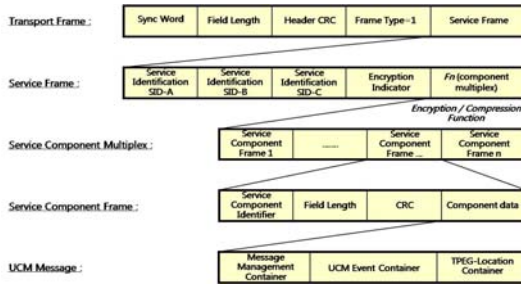 Transport Frame :
Sync Word
Field Length
Header CRC
Frame Type=1
Service Frame
Service Frame :
Service Identification SID-A
Service Identification SID-B
Service Identification SID-C
Encryption Indicator
Fn (component multiplex)
Encryption / Compression Function
Service Component Multiplex :
Service Component Frame 1
......
Service Component Frame ...
Service Component Frame n
Service Component Frame :
Service Component Identifier
Field Length
CRC
Component data
UCM Message :
Message Management Container
UCM Event Container
TPEG-Location Container